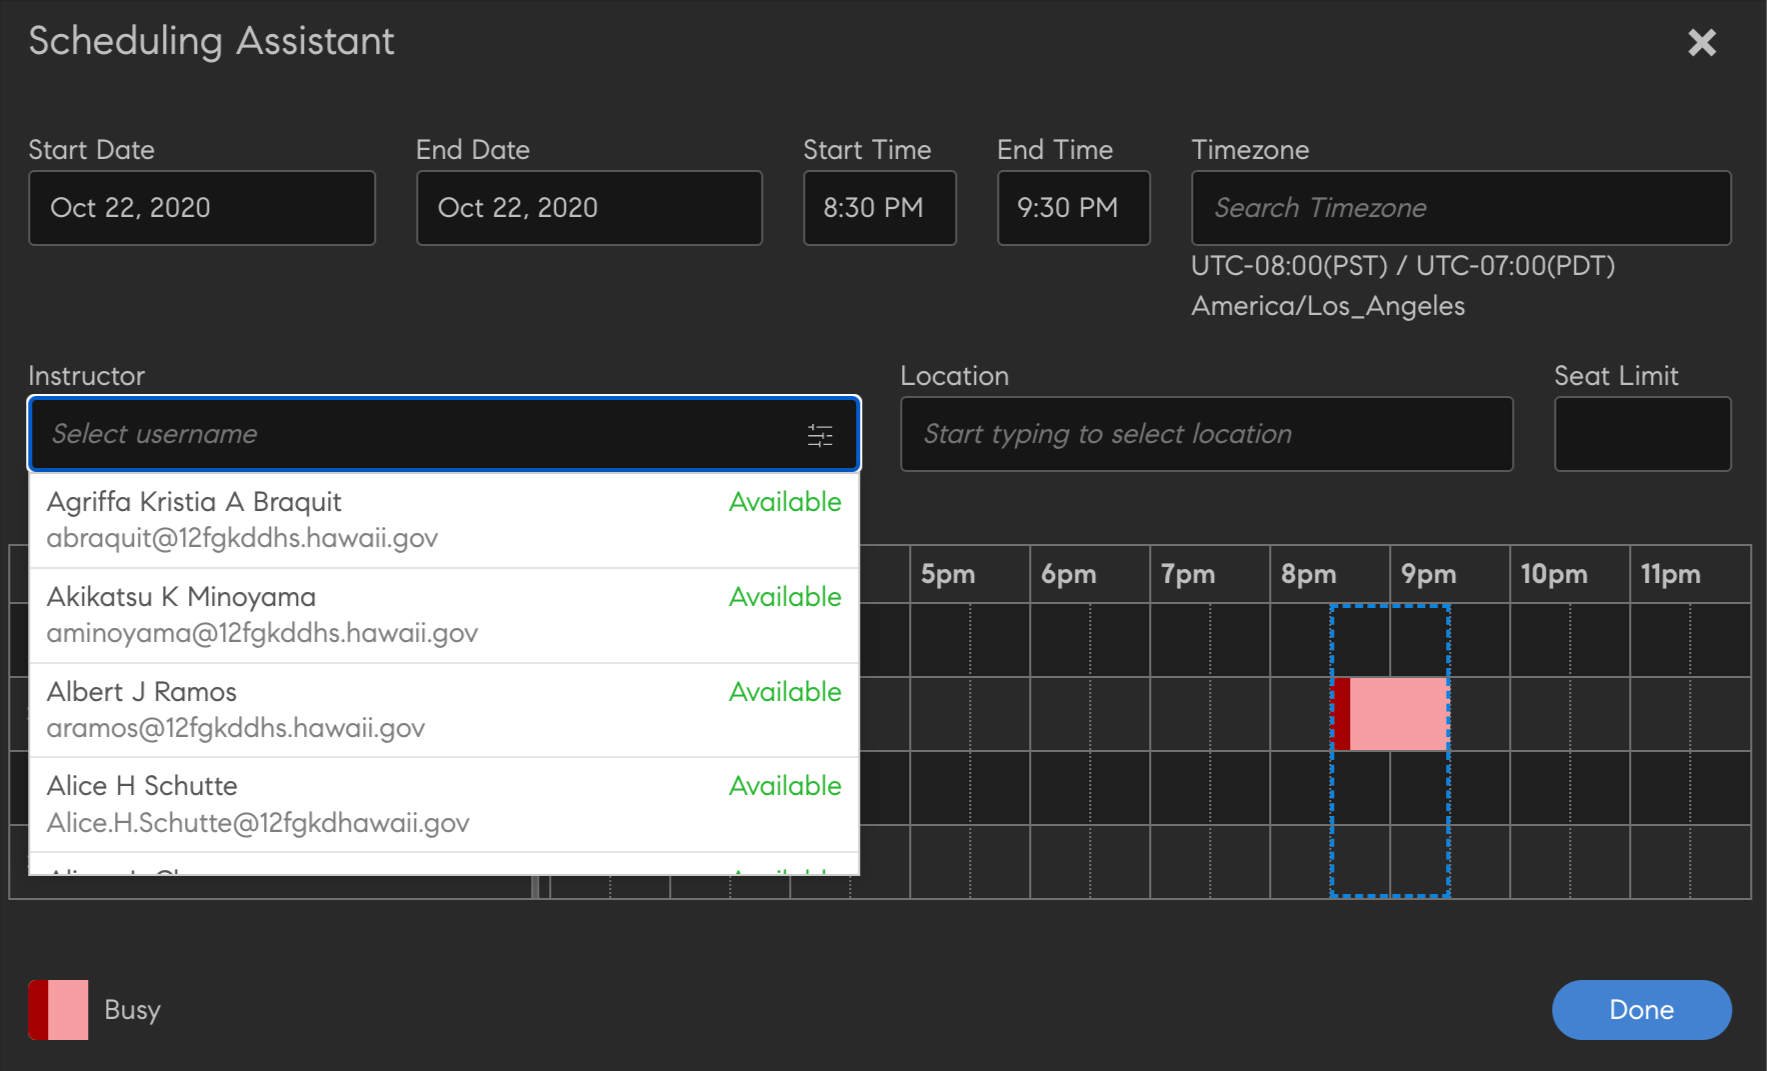 Scheduling Assistant
Start Date
End Date
Start Time
End Time
Timezone
Oct 22, 2020
Oct 22, 2020
8:30 PM
9:30 PM
Search Timezone
UTC-08:00(PST) / UTC-07:00(PDT)
America/Los_Angeles
Instructor
Location
Seat Limit
Select username
Start typing to select location
Agriffa Kristia A Braquit
Available
abraquit@12fgkddhs.hawaii.gov
Akikatsu K Minoyama
Available
aminoyama@12fgkddhs.hawaii.gov
Albert J Ramos
Available
aramos@12fgkddhs.hawaii.gov
Alice H Schutte
Available
Alice.H.Schutte@12fgkdhawaii.gov
5pm
6pm
7pm
8pm
9pm
10pm
11pm
Busy
Done